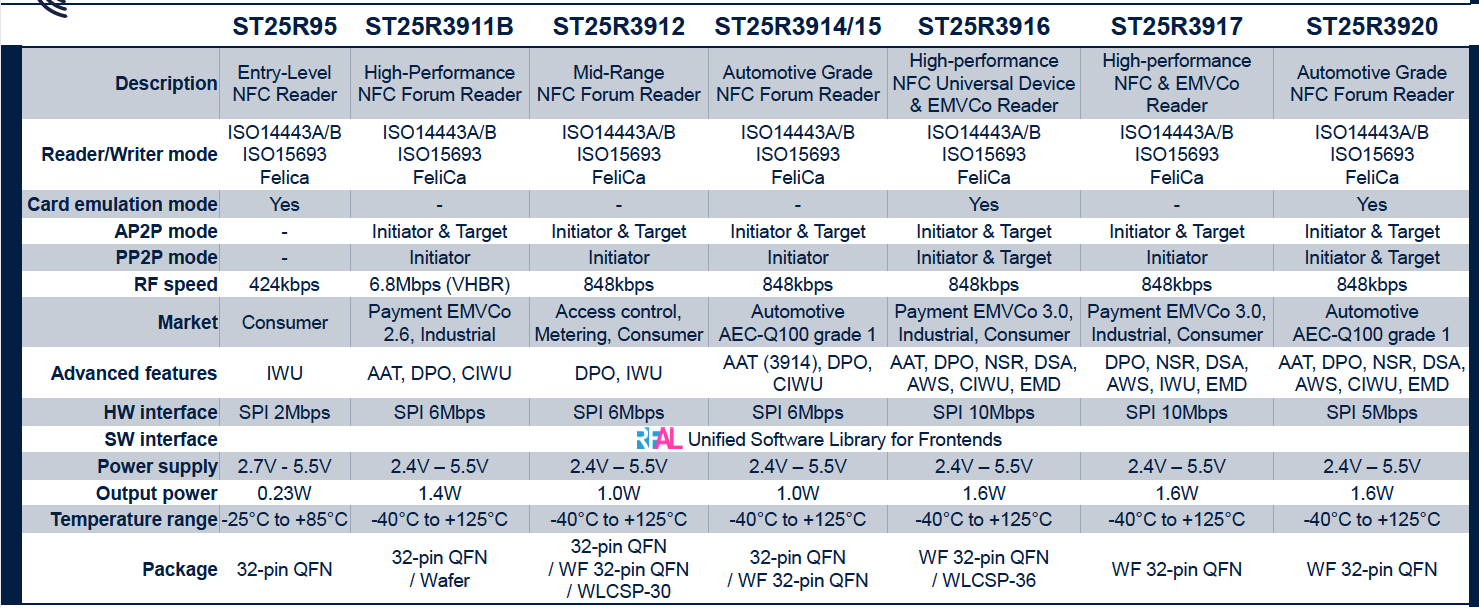 ST25R95 ST25R3911B ST25R3912 ST25R3914/15 ST25R3916 ST25R3917 ST25R3920
Description
Entry-Level
NFC Reader
High-Performance
NFC Forum Reader
Mid-Range
NFC Forum Reader
Automotive Grade
NFC Forum Reader
High-performance
NFC Universal Device
& EMVCo Reader
High-performance
NFC & EMVCo
Reader
Automotive Grade
NFC Forum Reader
Reader/Writer mode
ISO14443A/B
ISO15693
Felica
ISO14443A/B
ISO15693
FeliCa
ISO14443A/B
ISO15693
FeliCa
ISO14443A/B
ISO15693
FeliCa
ISO14443A/B
ISO15693
FeliCa
ISO14443A/B
ISO15693
FeliCa
ISO14443A/B
ISO15693
FeliCa
Card emulation mode Yes - - - Yes - Yes
AP2P mode - Initiator & Target Initiator & Target Initiator & Target Initiator & Target Initiator & Target Initiator & Target
PP2P mode - Initiator Initiator Initiator Initiator & Target Initiator Initiator & Target
RF speed 424kbps 6.8Mbps (VHBR) 848kbps 848kbps 848kbps 848kbps 848kbps
Market
Consumer
Payment EMVCo
2.6, Industrial
Access control,
Metering, Consumer
Automotive
AEC-Q100 grade 1
Payment EMVCo 3.0,
Industrial, Consumer
Payment EMVCo 3.0,
Industrial, Consumer
Automotive
AEC-Q100 grade 1
Advanced features
IWU
AAT, DPO, CIWU
DPO, IWU
AAT (3914), DPO,
CIWU
AAT, DPO, NSR, DSA,
AWS, CIWU, EMD
DPO, NSR, DSA,
AWS, IWU, EMD
AAT, DPO, NSR, DSA,
AWS, CIWU, EMD
HW interface SPI 2Mbps SPI 6Mbps SPI 6Mbps SPI 6Mbps SPI 10Mbps SPI 10Mbps SPI 5Mbps
SW interface RFAL Unified Software Library for Frontends
Power supply 2.7V - 5.5V 2.4V – 5.5V 2.4V – 5.5V 2.4V – 5.5V 2.4V – 5.5V 2.4V – 5.5V 2.4V – 5.5V
Output power 0.23W 1.4W 1.0W 1.0W 1.6W 1.6W 1.6W
Temperature range -25°C to +85°C -40°C to +125°C -40°C to +125°C -40°C to +125°C -40°C to +125°C -40°C to +125°C -40°C to +125°C
Package
32-pin QFN
32-pin QFN
/ Wafer
32-pin QFN
/ WF 32-pin QFN
/ WLCSP-30
32-pin QFN
/ WF 32-pin QFN
WF 32-pin QFN
/ WLCSP-36
WF 32-pin QFN
WF 32-pin QFN